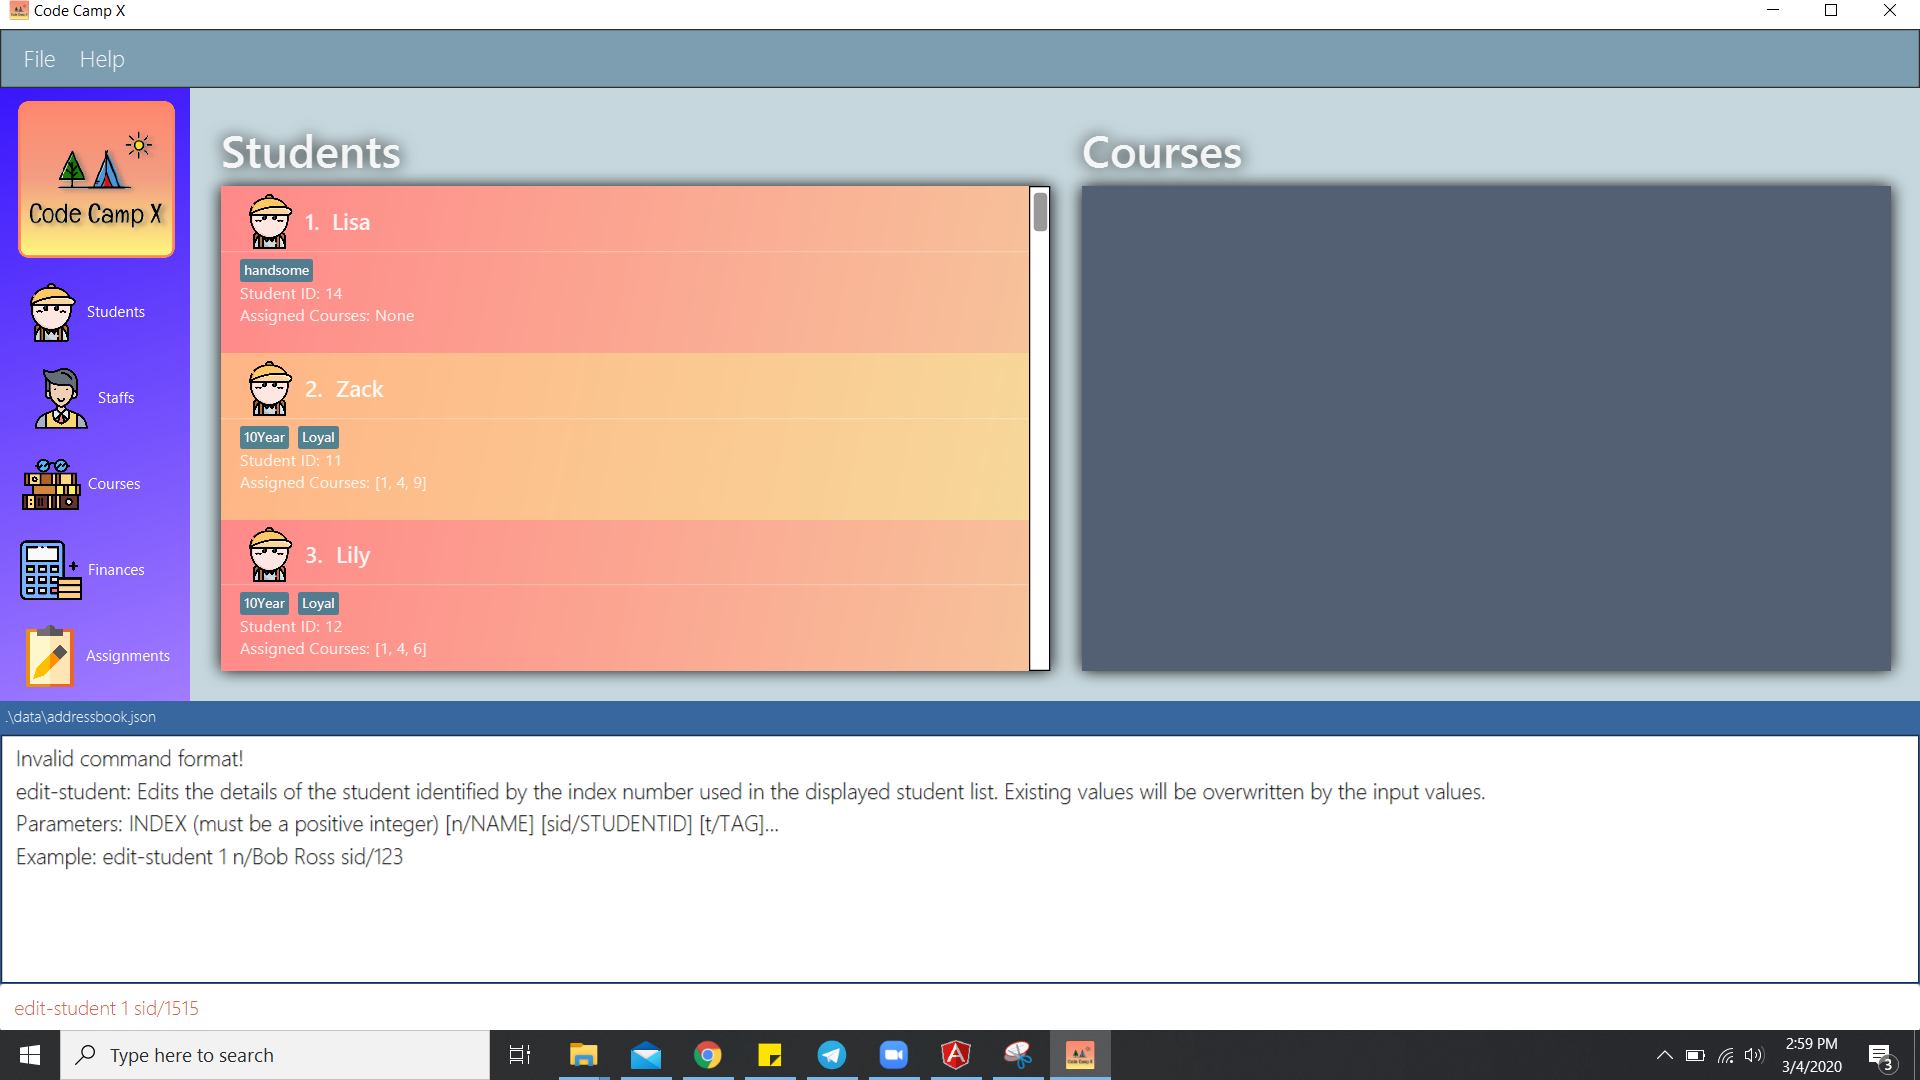 Code Camp X
File Help
Code Camp X
Students
Staffs
Courses
Finances
Assignments
Students
1. Lisa
handsome
Student ID: 14
Assigned Courses: None
2. Zack
10Year Loyal
Student ID: 11
Assigned Courses: [1, 4, 9]
3. Lily
10Year Loyal
Student ID: 12
Assigned Courses: [1, 4, 6]
Courses
.\data\addressbook.json
Invalid command format!
edit-student: Edits the details of the student identified by the index number used in the displayed student list. Existing values will be overwritten by the input values.
Parameters: INDEX (must be a positive integer) [n/NAME] [sid/STUDENTID] [t/TAG]...
Example: edit-student 1 n/Bob Ross sid/123
edit-student 1 sid/1515
Type here to search
2:59 PM
3/4/2020
3